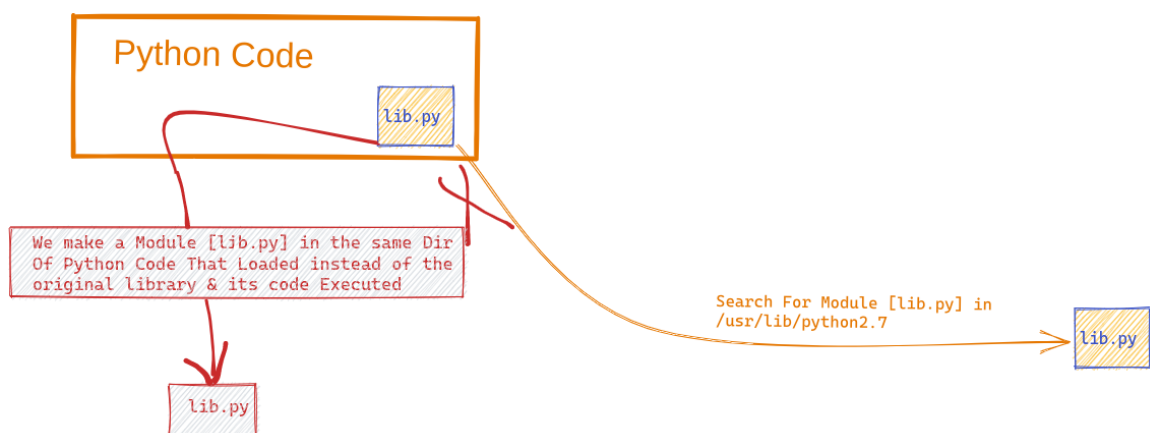 Python Code
lib.py
We make a Module [lib.py] in the same Dir
Of Python Code That Loaded instead of the
original library & its code Executed
Search For Module [lib.py] in
/usr/lib/python2.7
lib.py
lib.py